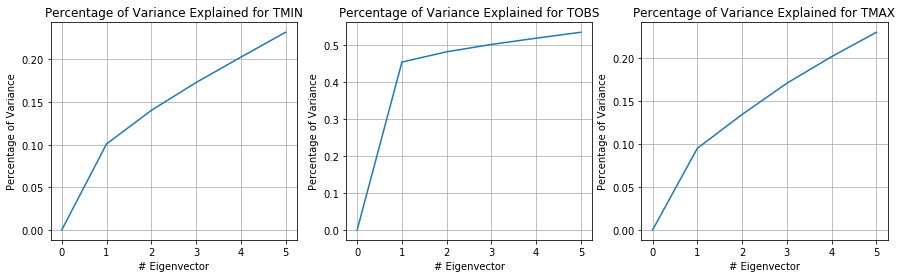 Percentage of Variance Explained for TMIN
Percentage of Variance
0.20
0.15
0.10
0.05
0.00
0 1 2 3 4 5
# Eigenvector
Percentage of Variance Explained for TOBS
Percentage of Variance
0.5
0.4
0.3
0.2
0.1
0.0
0 1 2 3 4 5
# Eigenvector
Percentage of Variance Explained for TMAX
Percentage of Variance
0.20
0.15
0.10
0.05
0.00
0 1 2 3 4 5
# Eigenvector